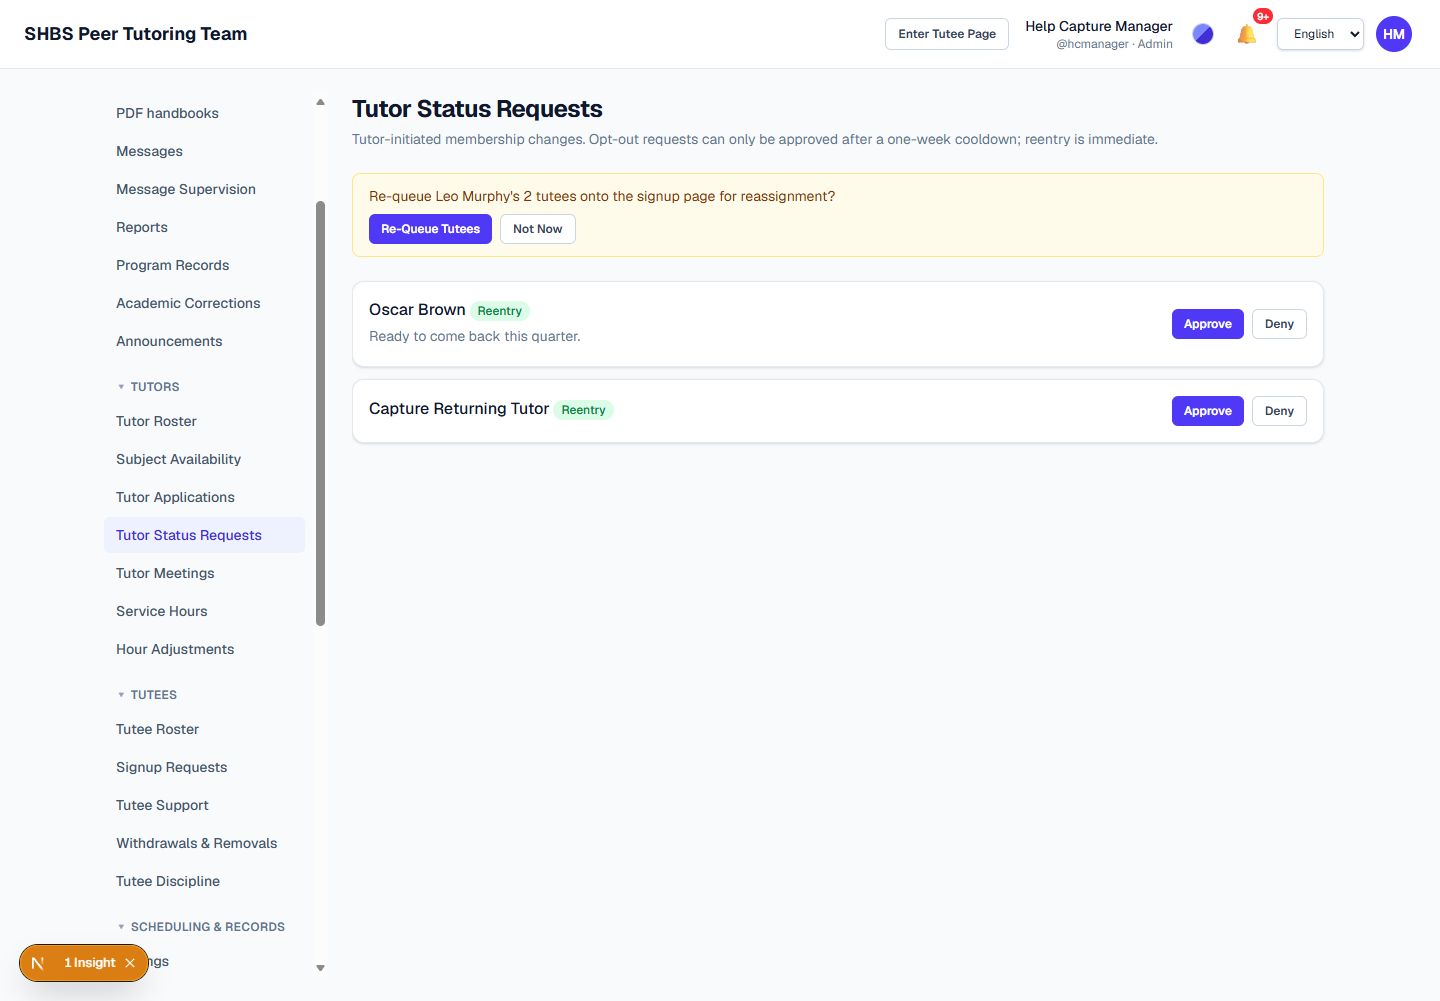 SHBS Peer Tutoring Team
Enter Tutee Page
Help Capture Manager
@hcmanager · Admin
9+
English
HM
PDF handbooks
Messages
Message Supervision
Reports
Program Records
Academic Corrections
Announcements
TUTORS
Tutor Roster
Subject Availability
Tutor Applications
Tutor Status Requests
Tutor Meetings
Service Hours
Hour Adjustments
TUTEES
Tutee Roster
Signup Requests
Tutee Support
Withdrawals & Removals
Tutee Discipline
SCHEDULING & RECORDS
ngs
N 1 Insight
Tutor Status Requests
Tutor-initiated membership changes. Opt-out requests can only be approved after a one-week cooldown; reentry is immediate.
Re-queue Leo Murphy's 2 tutees onto the signup page for reassignment?
Re-Queue Tutees Not Now
Oscar Brown Reentry
Ready to come back this quarter.
Approve Deny
Capture Returning Tutor Reentry
Approve Deny